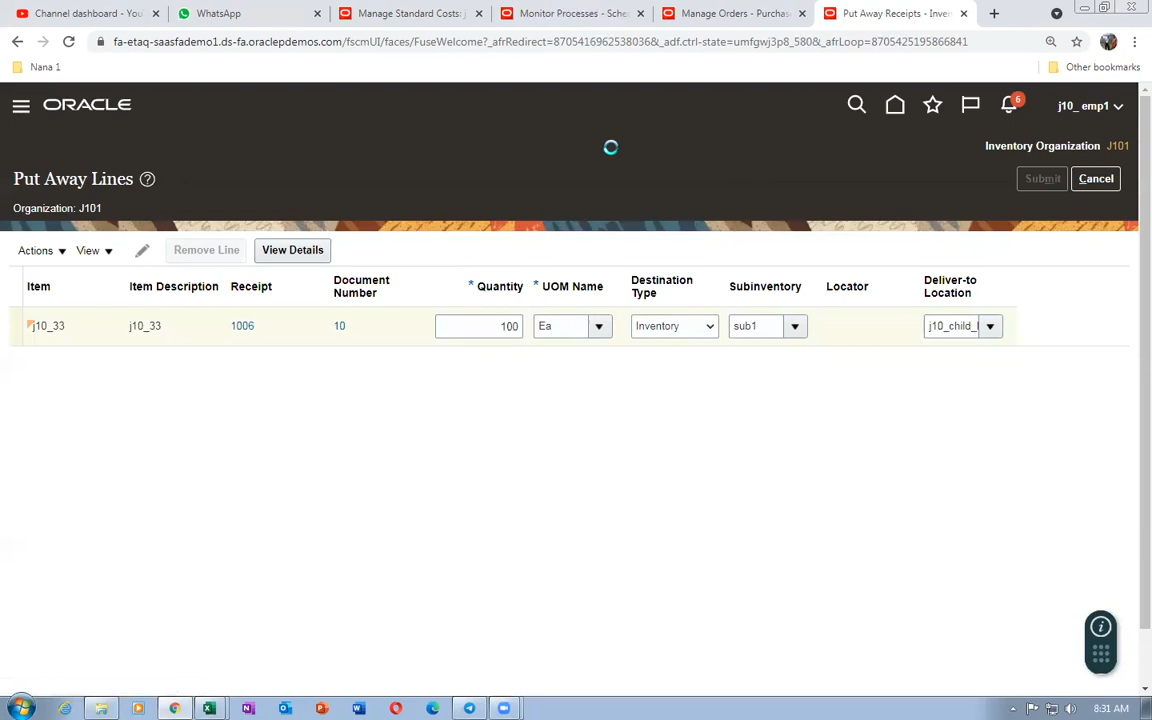 Channel dashboard - You
WhatsApp
Manage Standard Costs: j
Monitor Processes - Sche
Manage Orders - Purchas
Put Away Receipts - Inven
fa-etaq-saasfademo1.ds-fa.oraclepdemos.com/fscmUI/faces/FuseWelcome?_afrRedirect=8705416962538036&_adf.ctrl-state=umfgwj3p8_580&_afrLoop=8705425195866841
Nana 1
Other bookmarks
ORACLE
6
j10_ emp1
Inventory Organization J101
Put Away Lines
Submit Cancel
Organization: J101
Actions View Remove Line View Details
Item Item Description Receipt Document Number * Quantity * UOM Name Destination Type Subinventory Locator Deliver-to Location
j10_33 j10_33 1006 10 100 Ea Inventory sub1 j10_child_
8:31 AM